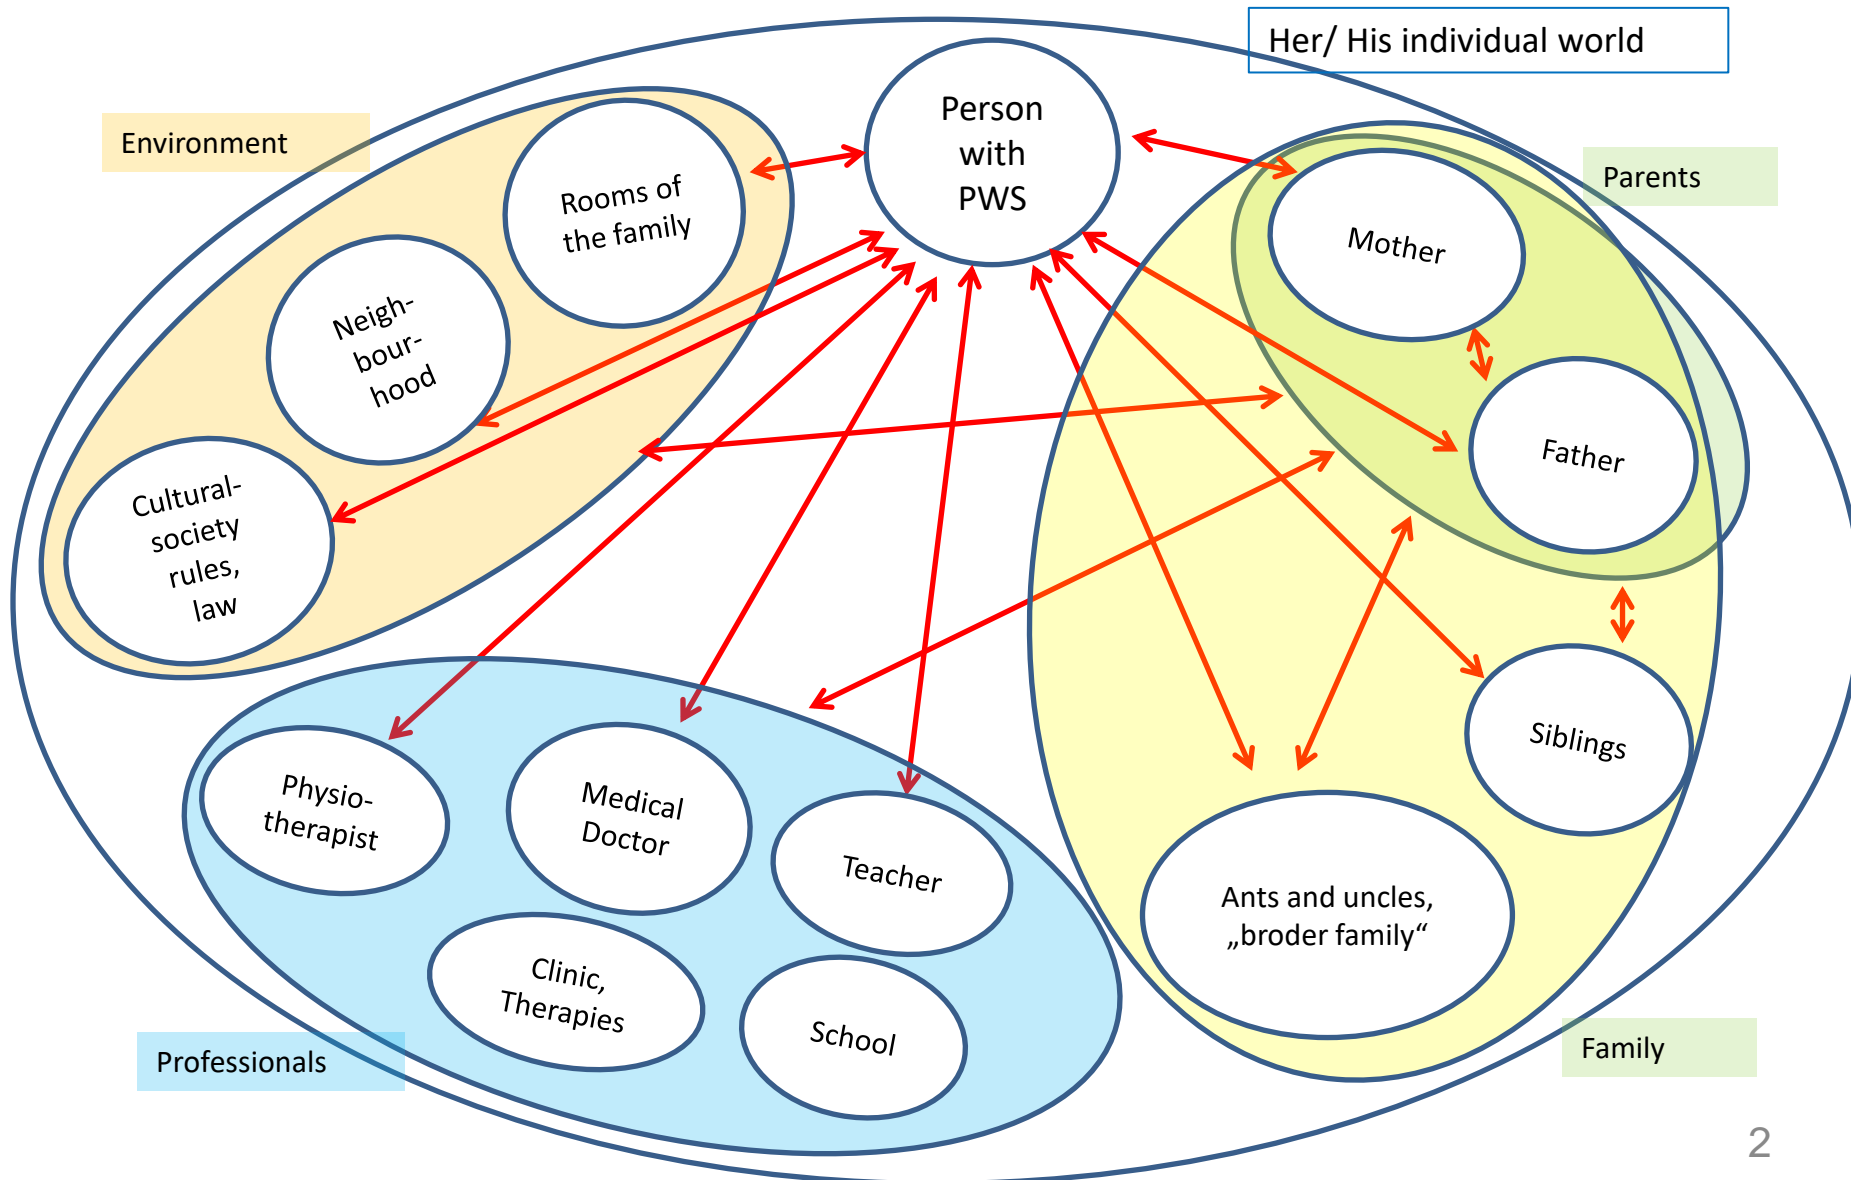 Her/ His individual world
Person
with
PWS
Environment
Rooms of
the family
Neigh-
bour-
hood
Cultural-
society
rules,
law
Parents
Mother
Father
Siblings
Ants and uncles,
„broder family“
Family
Physio-
therapist
Medical
Doctor
Teacher
Clinic,
Therapies
School
Professionals
2